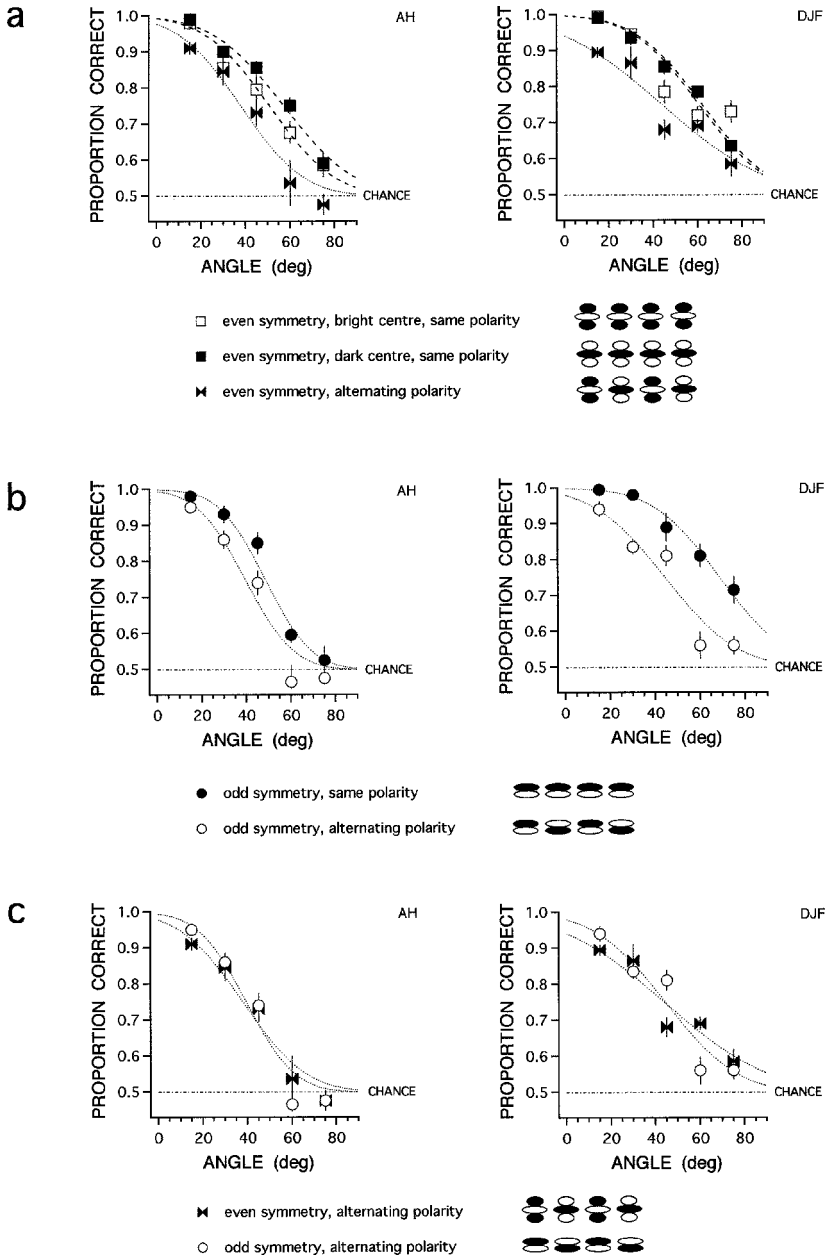 a
AH
DJF
PROPORTION CORRECT
1.0
0.9
0.8
0.7
0.6
0.5
CHANCE
0 20 40 60 80
ANGLE (deg)
PROPORTION CORRECT
1.0
0.9
0.8
0.7
0.6
0.5
CHANCE
0 20 40 60 80
ANGLE (deg)
even symmetry, bright centre, same polarity
even symmetry, dark centre, same polarity
even symmetry, alternating polarity
b
AH
DJF
PROPORTION CORRECT
1.0
0.9
0.8
0.7
0.6
0.5
CHANCE
0 20 40 60 80
ANGLE (deg)
PROPORTION CORRECT
1.0
0.9
0.8
0.7
0.6
0.5
CHANCE
0 20 40 60 80
ANGLE (deg)
odd symmetry, same polarity
odd symmetry, alternating polarity
c
AH
DJF
PROPORTION CORRECT
1.0
0.9
0.8
0.7
0.6
0.5
CHANCE
0 20 40 60 80
ANGLE (deg)
PROPORTION CORRECT
1.0
0.9
0.8
0.7
0.6
0.5
CHANCE
0 20 40 60 80
ANGLE (deg)
even symmetry, alternating polarity
odd symmetry, alternating polarity